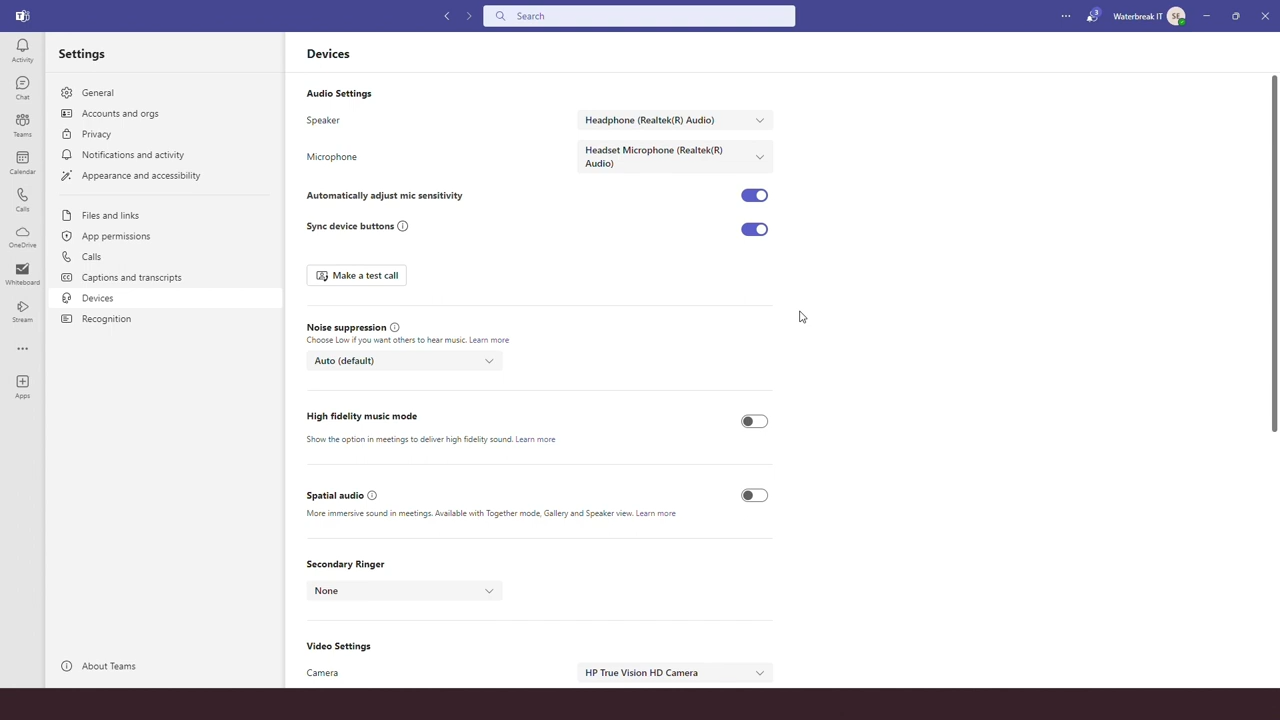 Search
3
Waterbreak IT
SE
Activity
Chat
Teams
Calendar
Calls
OneDrive
Whiteboard
Stream
Apps
Settings
General
Accounts and orgs
Privacy
Notifications and activity
Appearance and accessibility
Files and links
App permissions
Calls
CC Captions and transcripts
Devices
Recognition
About Teams
Devices
Audio Settings
Speaker
Headphone (Realtek(R) Audio)
Microphone
Headset Microphone (Realtek(R)
Audio)
Automatically adjust mic sensitivity
Sync device buttons
Make a test call
Noise suppression
Choose Low if you want others to hear music. Learn more
Auto (default)
High fidelity music mode
Show the option in meetings to deliver high fidelity sound. Learn more
Spatial audio
More immersive sound in meetings. Available with Together mode, Gallery and Speaker view. Learn more
Secondary Ringer
None
Video Settings
Camera
HP True Vision HD Camera